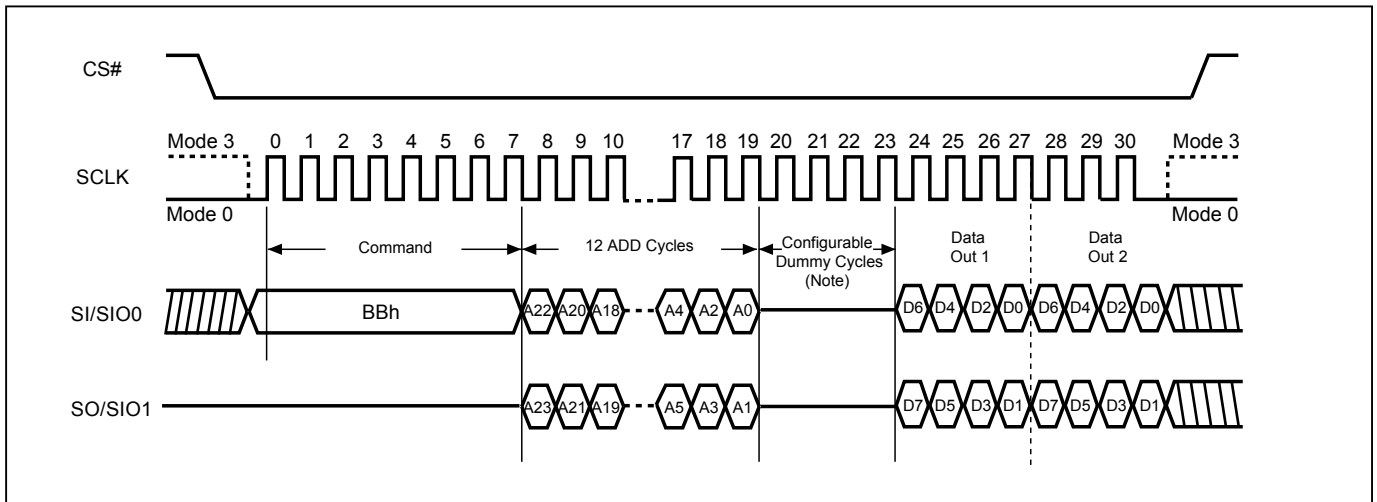 CS#
Mode 3 0 1 2 3 4 5 6 7 8 9 10 17 18 19 20 21 22 23 24 25 26 27 28 29 30 Mode 3
SCLK
Mode 0 Mode 0
Command 12 ADD Cycles Configurable Dummy Cycles (Note) Data Out 1 Data Out 2
SI/SIO0 BBh A22 A20 A18 A4 A2 A0 D6 D4 D2 D0 D6 D4 D2 D0
SO/SIO1 A23 A21 A19 A5 A3 A1 D7 D5 D3 D1 D7 D5 D3 D1